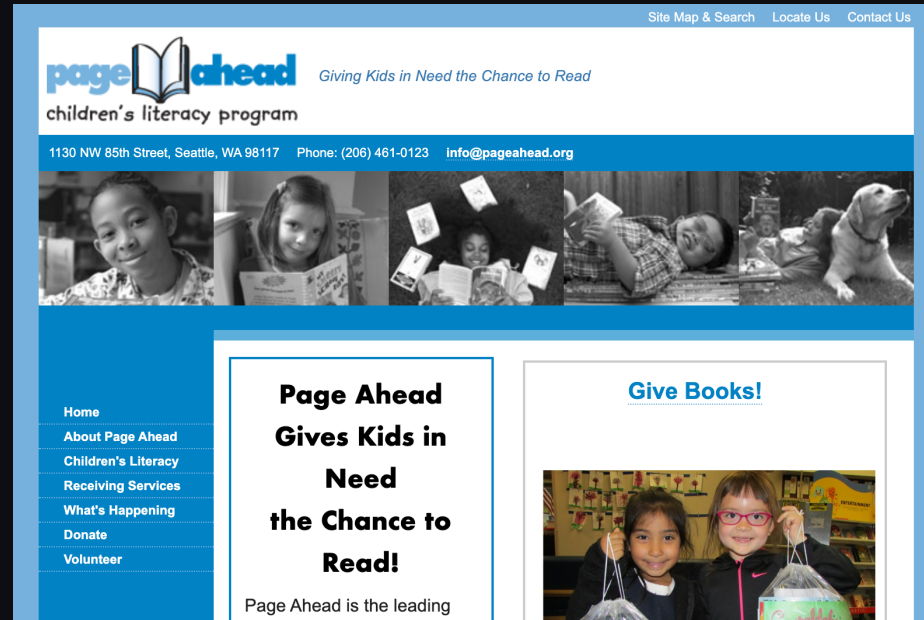 Site Map & Search Locate Us Contact Us
page ahead
children's literacy program
Giving Kids in Need the Chance to Read
1130 NW 85th Street, Seattle, WA 98117 Phone: (206) 461-0123 info@pageahead.org
Home
About Page Ahead
Children's Literacy
Receiving Services
What's Happening
Donate
Volunteer
Page Ahead
Gives Kids in
Need
the Chance to
Read!
Page Ahead is the leading
Give Books!
ENTERTAINMENT